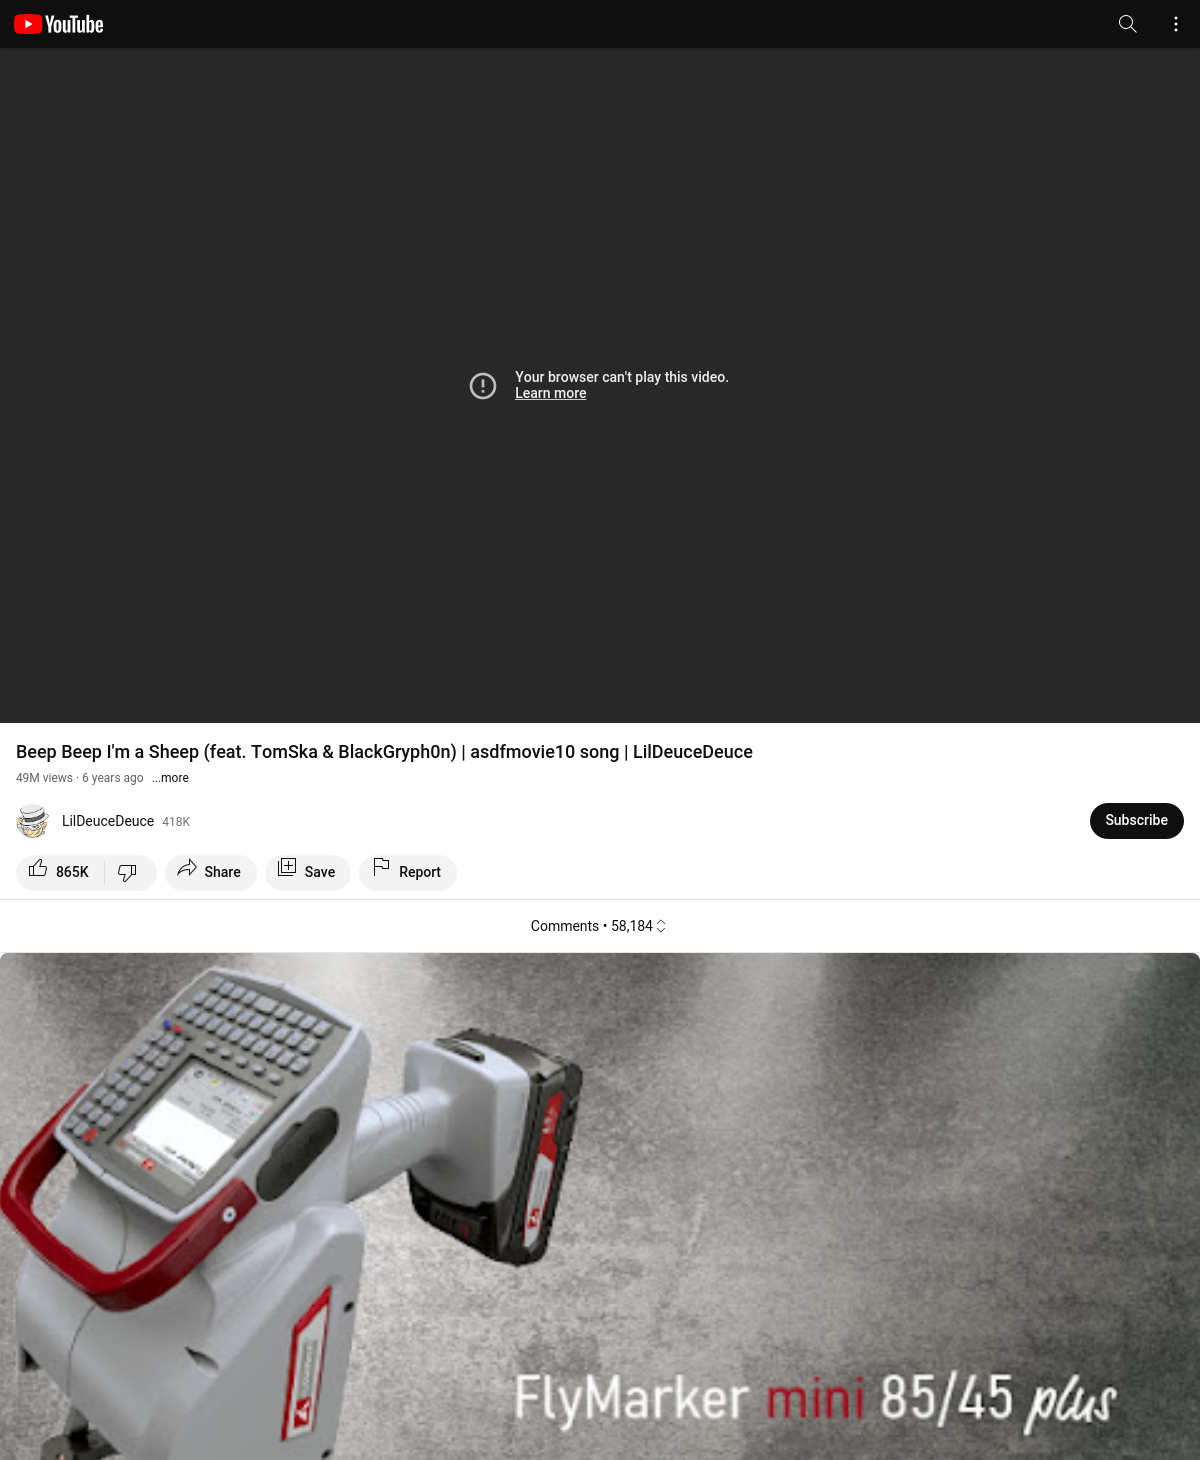 YouTube
Your browser can't play this video.
Learn more
Beep Beep I'm a Sheep (feat. TomSka & BlackGryph0n) | asdfmovie10 song | LilDeuceDeuce
49M views · 6 years ago ...more
LilDeuceDeuce 418K
Subscribe
865K
Share
Save
Report
Comments • 58,184
FlyMarker mini 85/45 plus